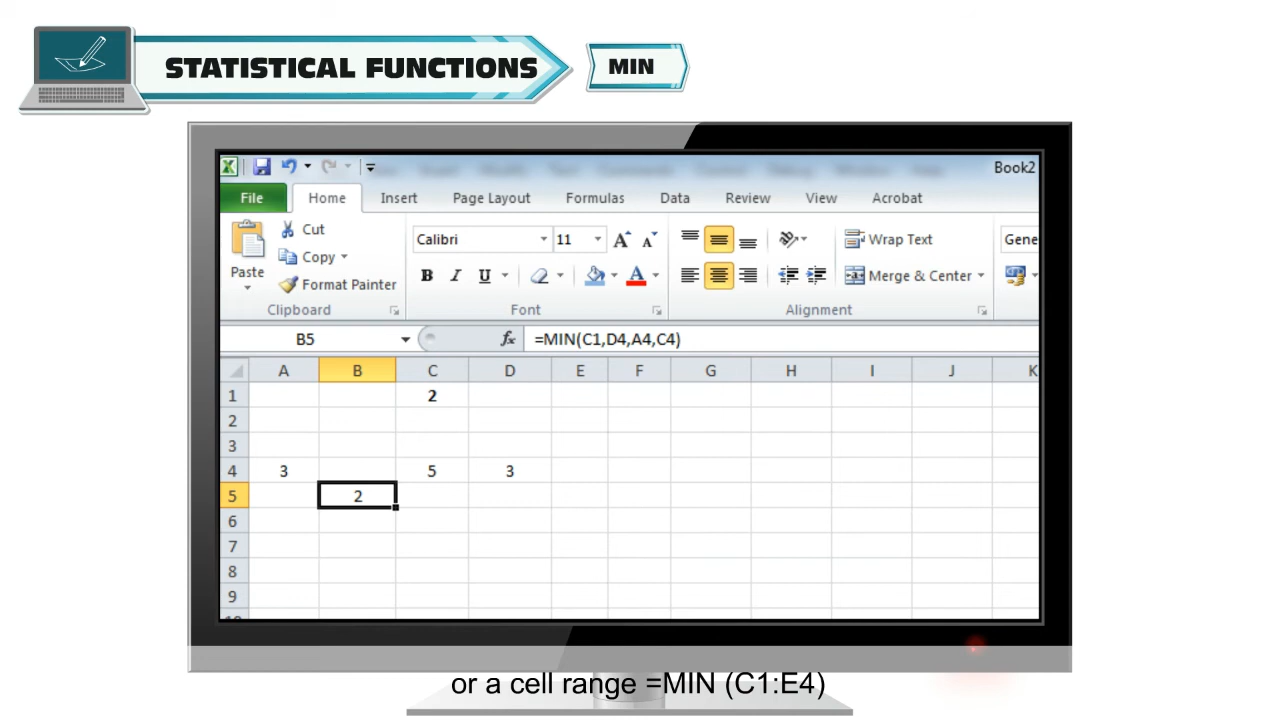 STATISTICAL FUNCTIONS MIN
Book2
File Home Insert Page Layout Formulas Data Review View Acrobat
Cut
Calibri 11 A A Wrap Text Gene
Copy
Paste
Format Painter B I U A Merge & Center
Clipboard Font Alignment
B5 fx =MIN(C1,D4,A4,C4)
A B C D E F G H I J K
1 2
2
3
4 3 5 3
5 2
6
7
8
9
or a cell range =MIN (C1:E4)